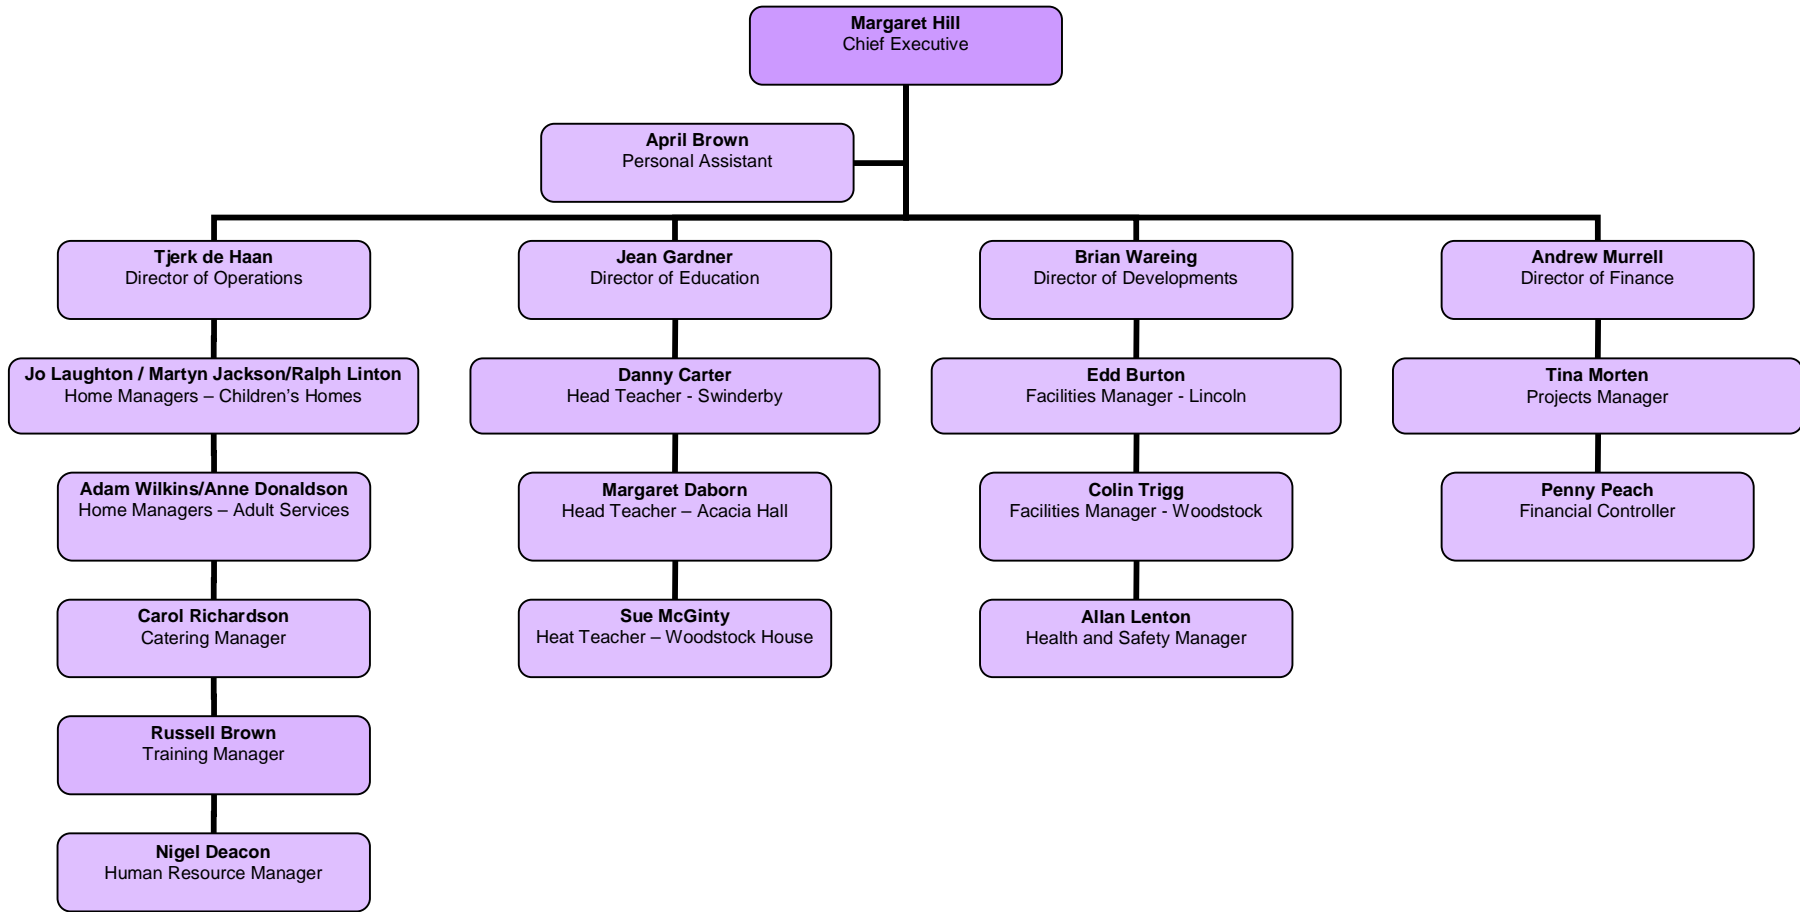 Margaret Hill
Chief Executive
April Brown
Personal Assistant
Tjerk de Haan
Director of Operations
Jean Gardner
Director of Education
Brian Wareing
Director of Developments
Andrew Murrell
Director of Finance
Jo Laughton / Martyn Jackson/Ralph Linton
Home Managers – Children’s Homes
Danny Carter
Head Teacher - Swinderby
Edd Burton
Facilities Manager - Lincoln
Tina Morten
Projects Manager
Adam Wilkins/Anne Donaldson
Home Managers – Adult Services
Margaret Daborn
Head Teacher – Acacia Hall
Colin Trigg
Facilities Manager - Woodstock
Penny Peach
Financial Controller
Carol Richardson
Catering Manager
Sue McGinty
Heat Teacher – Woodstock House
Allan Lenton
Health and Safety Manager
Russell Brown
Training Manager
Nigel Deacon
Human Resource Manager